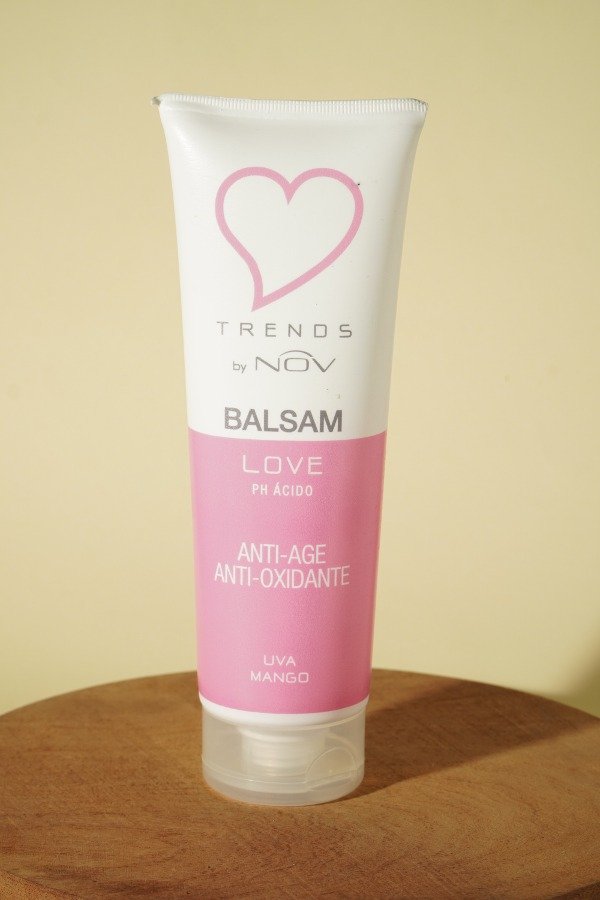 TRENDS
by NOV
BALSAM
LOVE
PH ÁCIDO
ANTI-AGE
ANTI-OXIDANTE
UVA
MANGO